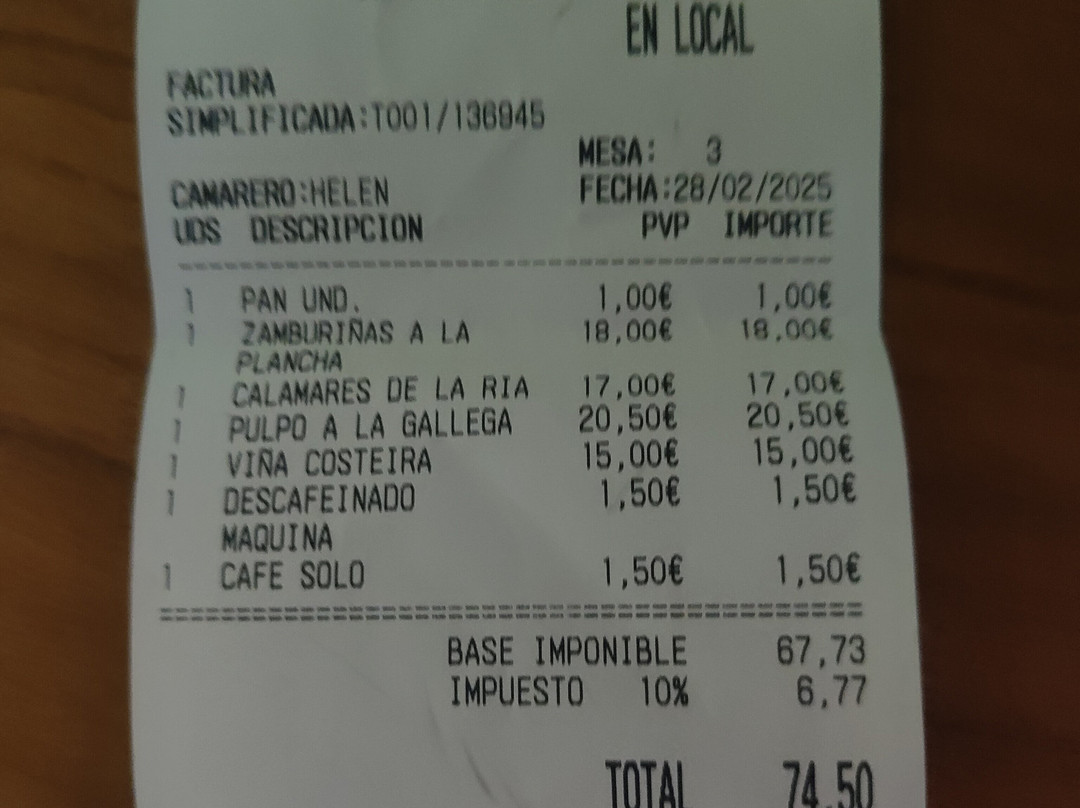 EN LOCAL
FACTURA
SIMPLIFICADA:T001/136945
MESA: 3
CAMARERO:HELEN FECHA:28/02/2025
UDS DESCRIPCION PVP IMPORTE
1 PAN UND. 1,00€ 1,00€
1 ZAMBURIÑAS A LA 18,00€ 18,00€
PLANCHA
1 CALAMARES DE LA RIA 17,00€ 17,00€
1 PULPO A LA GALLEGA 20,50€ 20,50€
1 VIÑA COSTEIRA 15,00€ 15,00€
1 DESCAFEINADO 1,50€ 1,50€
MAQUINA
1 CAFE SOLO 1,50€ 1,50€
BASE IMPONIBLE 67,73
IMPUESTO 10% 6,77
TOTAL 74,50